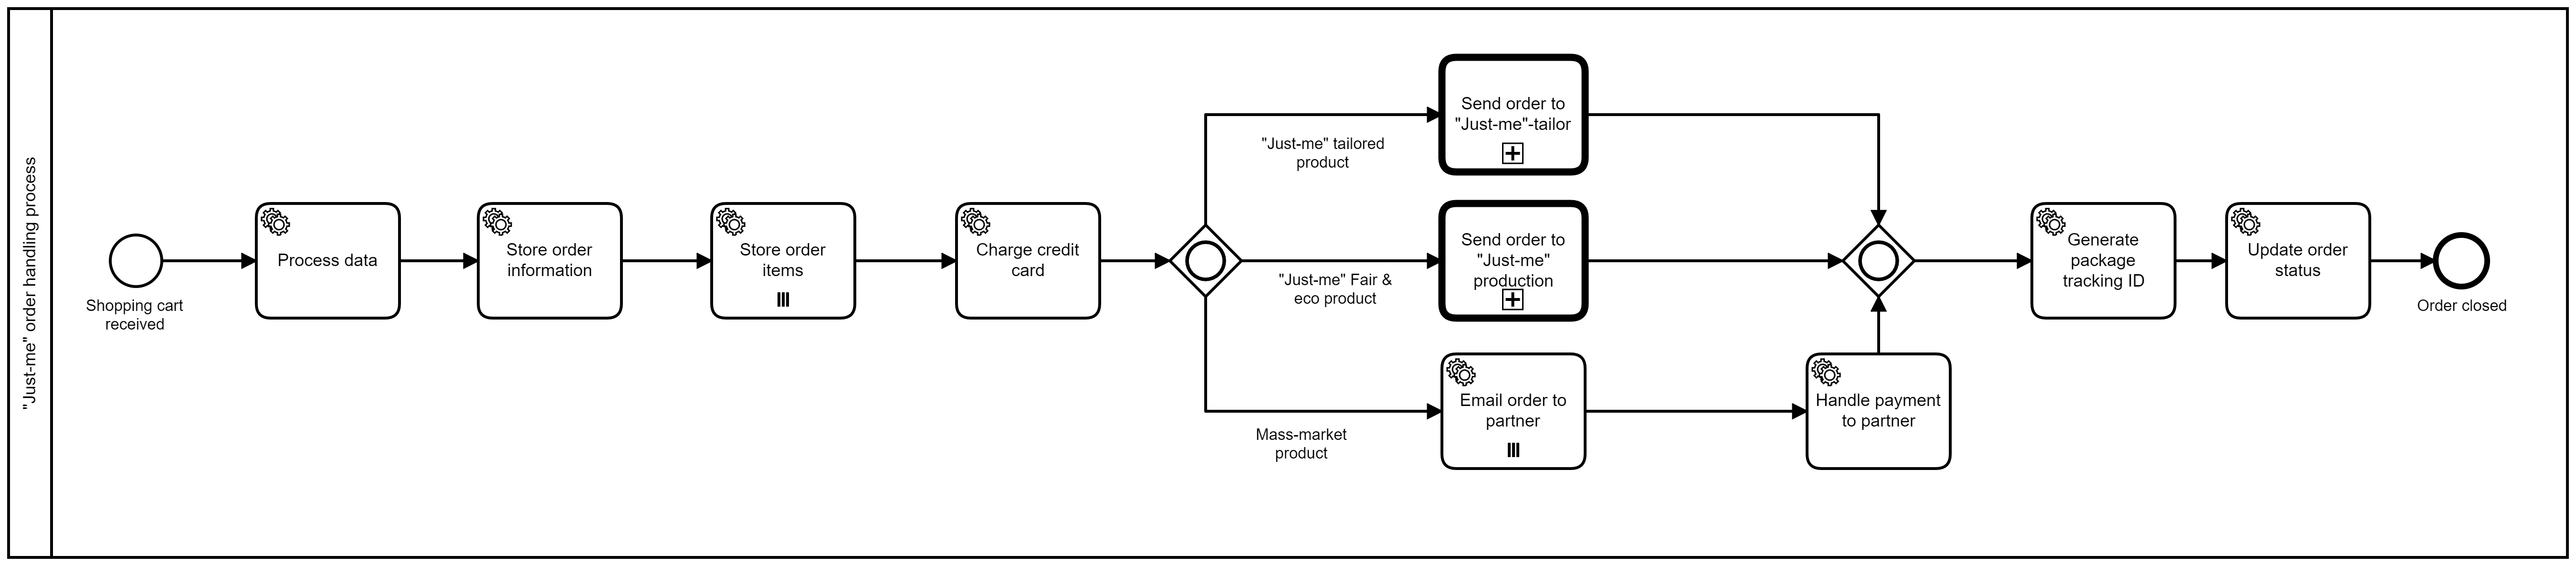 "Just-me" order handling process
Shopping cart
received
Process data
Store order
information
Store order
items
Charge credit
card
"Just-me" tailored
product
"Just-me" Fair &
eco product
Mass-market
product
Send order to
"Just-me"-tailor
Send order to
"Just-me"
production
Email order to
partner
Handle payment
to partner
Generate
package
tracking ID
Update order
status
Order closed